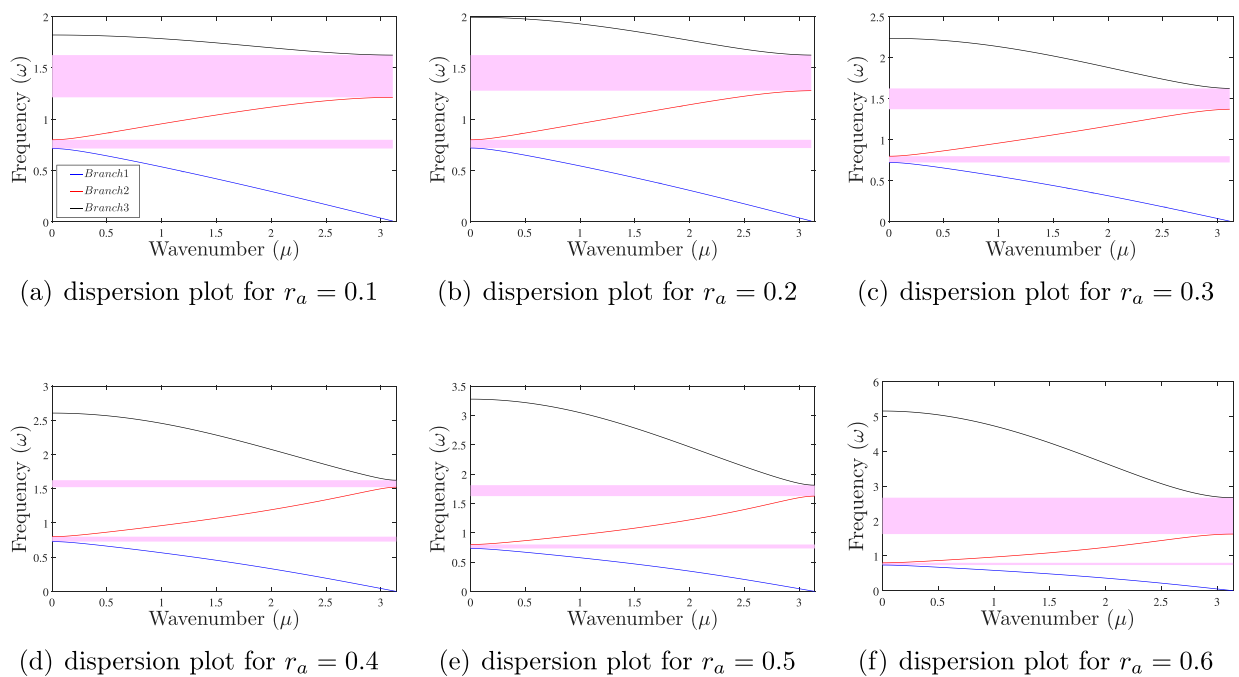 2
1.5
1
0.5
0
0 0.5 1 1.5 2 2.5 3
Frequency (ω)
Wavenumber (μ)
Branch1
Branch2
Branch3
(a) dispersion plot for r_a = 0.1
2
1.5
1
0.5
0
0 0.5 1 1.5 2 2.5 3
Frequency (ω)
Wavenumber (μ)
(b) dispersion plot for r_a = 0.2
2.5
2
1.5
1
0.5
0
0 0.5 1 1.5 2 2.5 3
Frequency (ω)
Wavenumber (μ)
(c) dispersion plot for r_a = 0.3
3
2.5
2
1.5
1
0.5
0
0 0.5 1 1.5 2 2.5 3
Frequency (ω)
Wavenumber (μ)
(d) dispersion plot for r_a = 0.4
3.5
3
2.5
2
1.5
1
0.5
0
0 0.5 1 1.5 2 2.5 3
Frequency (ω)
Wavenumber (μ)
(e) dispersion plot for r_a = 0.5
6
5
4
3
2
1
0
0 0.5 1 1.5 2 2.5 3
Frequency (ω)
Wavenumber (μ)
(f) dispersion plot for r_a = 0.6